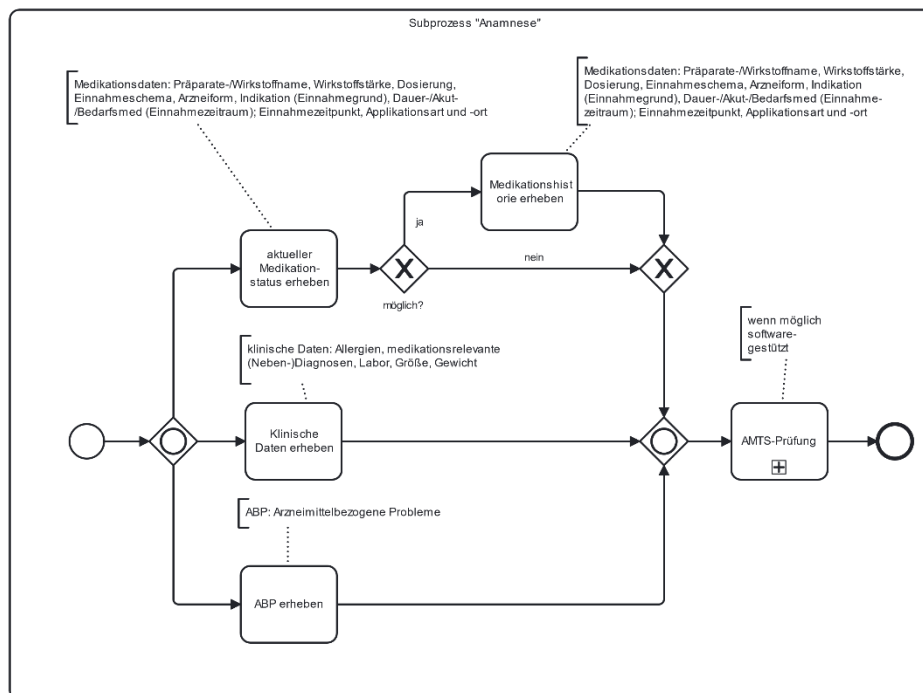 Subprozess "Anamnese"
Medikationsdaten: Präparate-/Wirkstoffname, Wirkstoffstärke, Dosierung,
Einnahmeschema, Arzneiform, Indikation (Einnahmegrund), Dauer-/Akut-
/Bedarfsmed (Einnahmezeitraum); Einnahmezeitpunkt, Applikationsart und -ort
Medikationsdaten: Präparate-/Wirkstoffname, Wirkstoffstärke,
Dosierung, Einnahmeschema, Arzneiform, Indikation
(Einnahmegrund), Dauer-/Akut-/Bedarfsmed (Einnahme-
zeitraum); Einnahmezeitpunkt, Applikationsart und -ort
Medikationshist
orie erheben
ja
aktueller
Medikation-
status erheben
nein
möglich?
wenn möglich
software-
gestützt
klinische Daten: Allergien, medikationsrelevante
(Neben-)Diagnosen, Labor, Größe, Gewicht
Klinische
Daten erheben
AMTS-Prüfung
ABP: Arzneimittelbezogene Probleme
ABP erheben